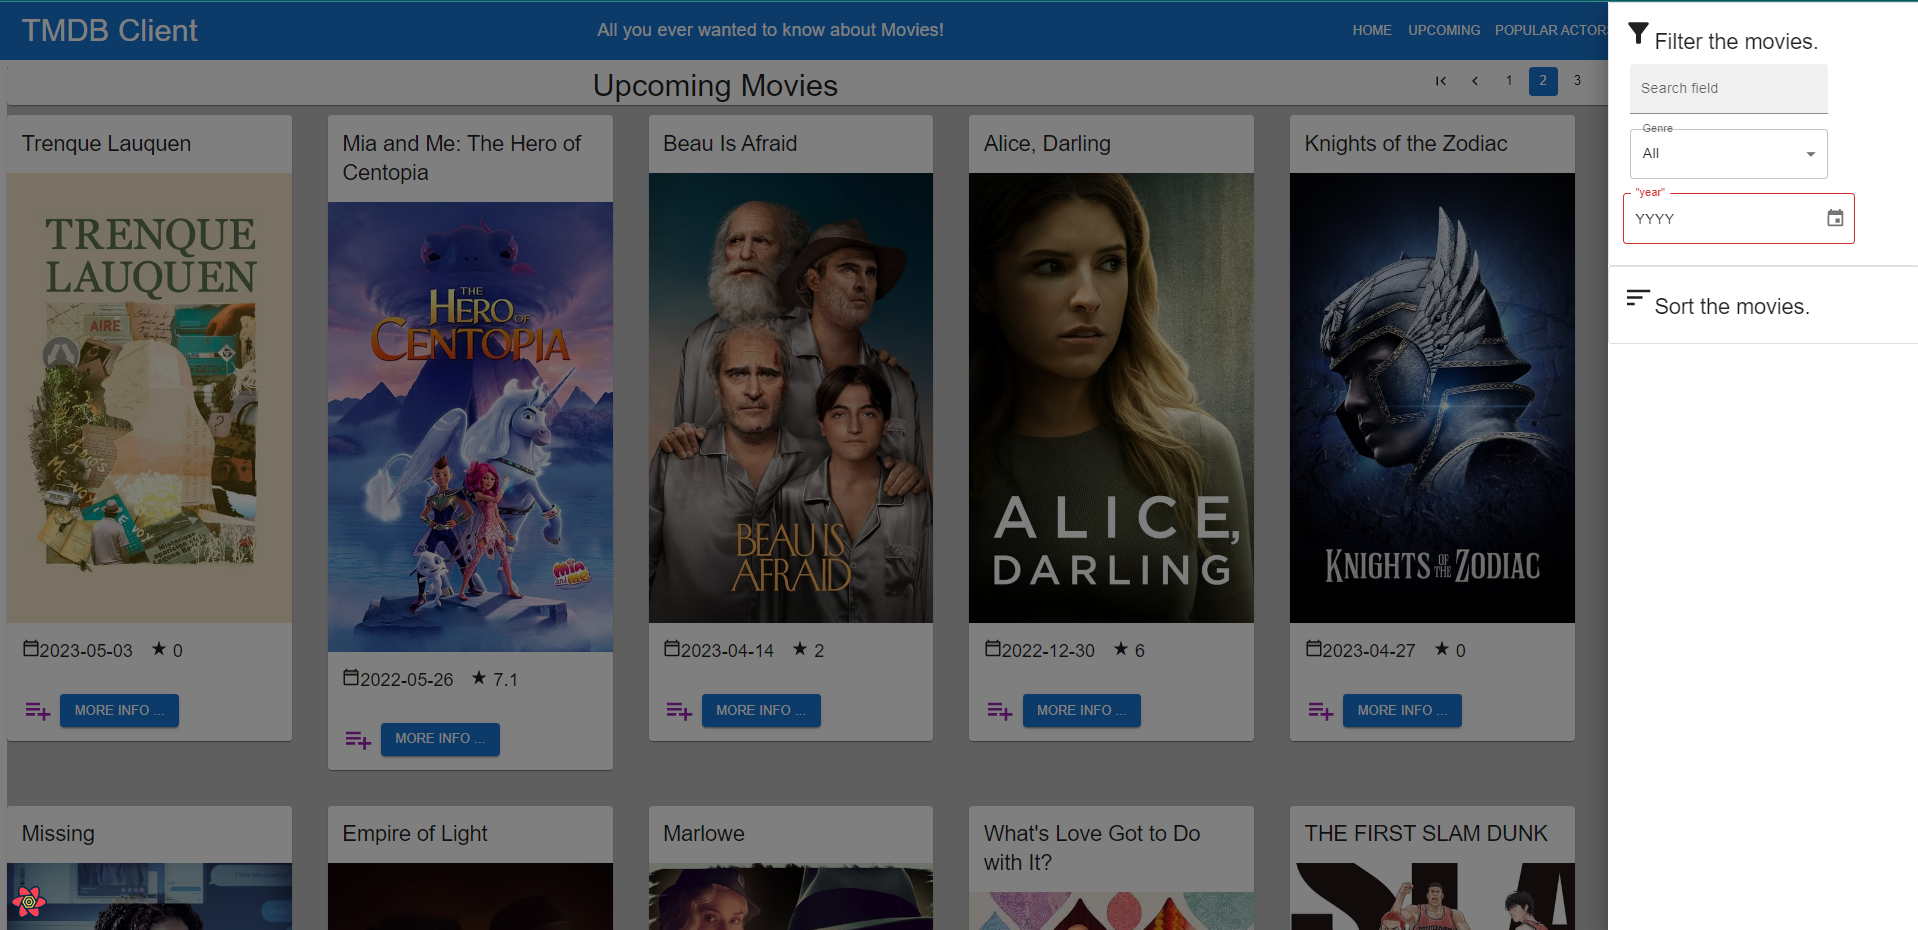 TMDB Client
All you ever wanted to know about Movies!
HOME UPCOMING POPULAR ACTORS
Upcoming Movies
1 2 3
Filter the movies.
Search field
Genre
All
"year"
YYYY
Sort the movies.
Trenque Lauquen
TRENQUE
LAUQUEN
AIRE
2023-05-03 0
MORE INFO ...
Mia and Me: The Hero of
Centopia
THE
HERO OF
CENTOPIA
Mia
and me
2022-05-26 7.1
MORE INFO ...
Beau Is Afraid
BEAU IS
AFRAID
2023-04-14 2
MORE INFO ...
Alice, Darling
ALICE,
DARLING
2022-12-30 6
MORE INFO ...
Knights of the Zodiac
KNIGHTS OF THE ZODIAC
2023-04-27 0
MORE INFO ...
Missing
Empire of Light
Marlowe
What's Love Got to Do
with It?
THE FIRST SLAM DUNK